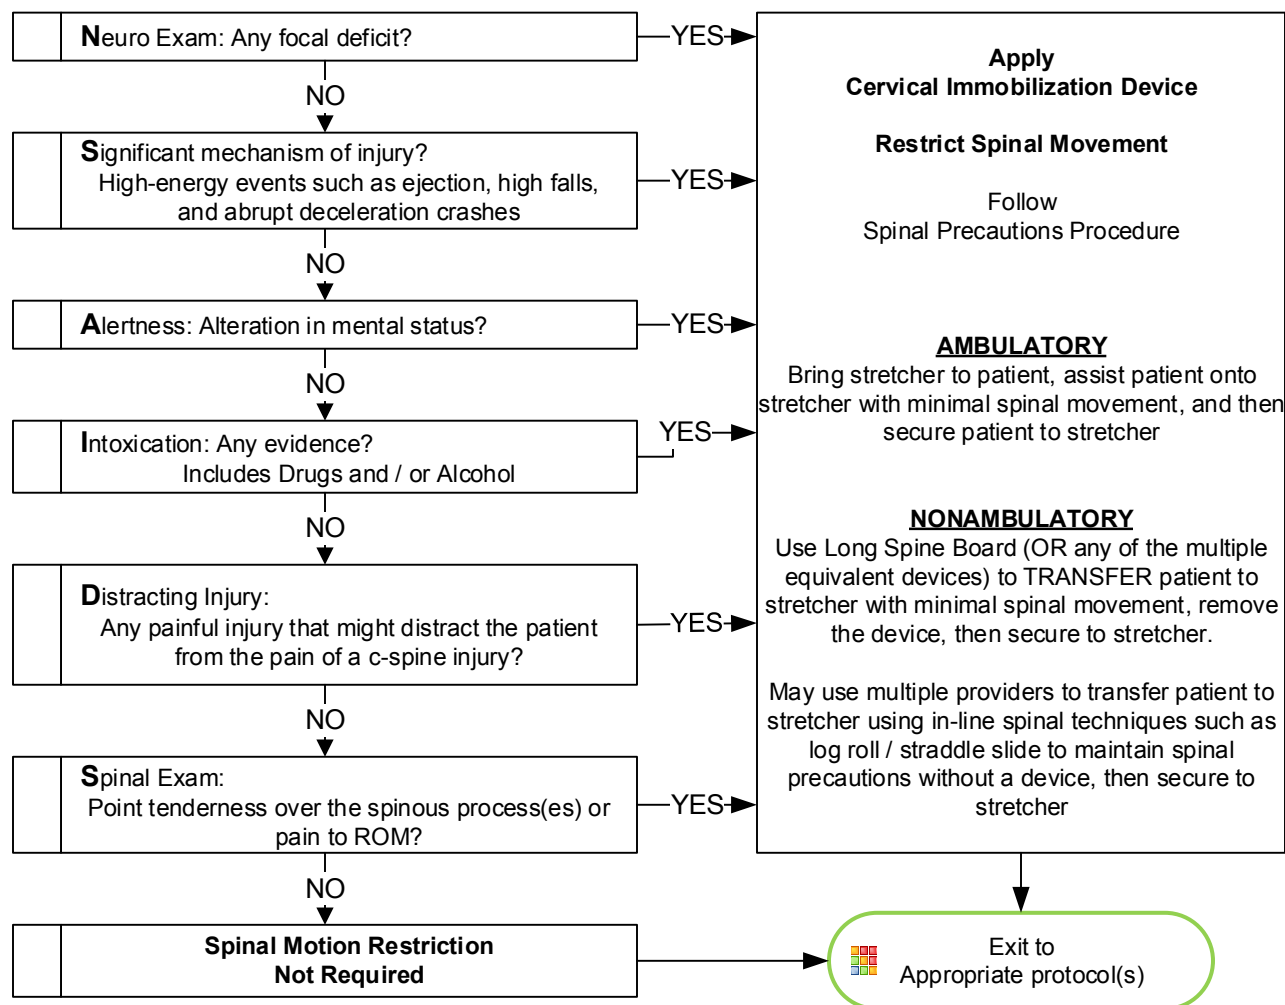 Neuro Exam: Any focal deficit?
YES
NO
Significant mechanism of injury?
High-energy events such as ejection, high falls,
and abrupt deceleration crashes
YES
NO
Alertness: Alteration in mental status?
YES
NO
Intoxication: Any evidence?
Includes Drugs and / or Alcohol
YES
NO
Distracting Injury:
Any painful injury that might distract the patient
from the pain of a c-spine injury?
YES
NO
Spinal Exam:
Point tenderness over the spinous process(es) or
pain to ROM?
YES
NO
Spinal Motion Restriction
Not Required
Apply
Cervical Immobilization Device
Restrict Spinal Movement
Follow
Spinal Precautions Procedure
AMBULATORY
Bring stretcher to patient, assist patient onto
stretcher with minimal spinal movement, and then
secure patient to stretcher
NONAMBULATORY
Use Long Spine Board (OR any of the multiple
equivalent devices) to TRANSFER patient to
stretcher with minimal spinal movement, remove
the device, then secure to stretcher.
May use multiple providers to transfer patient to
stretcher using in-line spinal techniques such as
log roll / straddle slide to maintain spinal
precautions without a device, then secure to
stretcher
Exit to
Appropriate protocol(s)